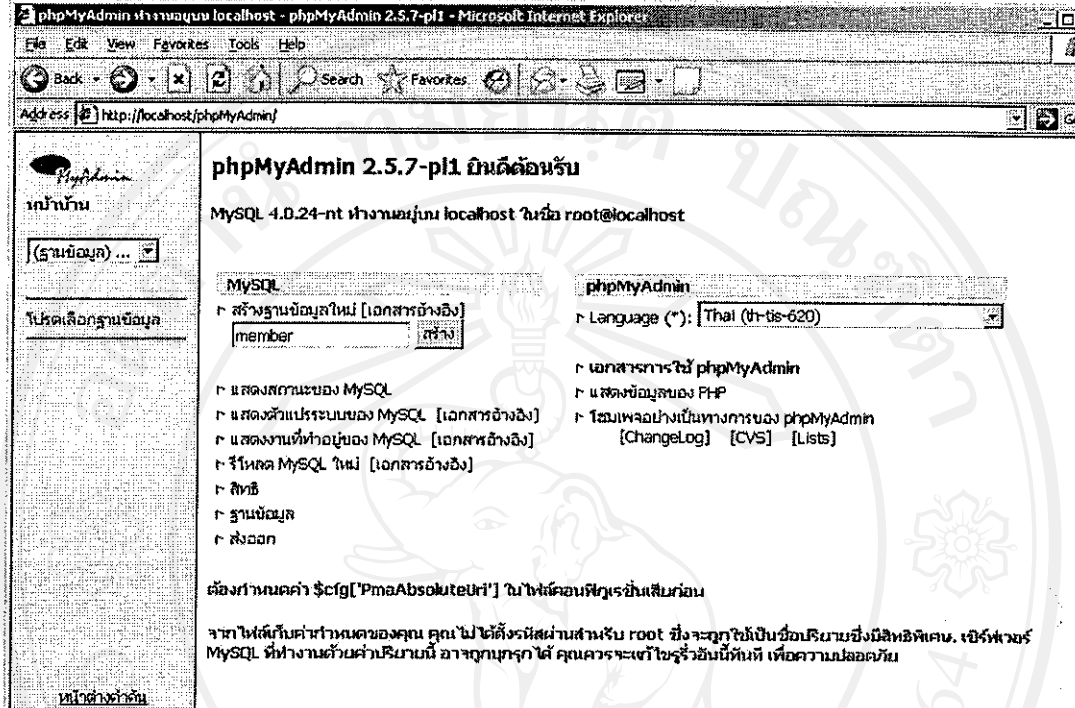 phpMyAdmin ทำงานอยู่บน localhost - phpMyAdmin 2.5.7-pl1 - Microsoft Internet Explorer
File Edit View Favorites Tools Help
Back Search Favorites
Address http://localhost/phpMyAdmin/
MyAdmin
หน้าบ้าน
(ฐานข้อมูล) ...
โปรดเลือกฐานข้อมูล
phpMyAdmin 2.5.7-pl1 ยินดีต้อนรับ
MySQL 4.0.24-nt ทำงานอยู่บน localhost ในชื่อ root@localhost
MySQL
สร้างฐานข้อมูลใหม่ [เอกสารอ้างอิง]
member สร้าง
แสดงสถานะของ MySQL
แสดงตัวแปรระบบของ MySQL [เอกสารอ้างอิง]
แสดงงานที่ทำอยู่ของ MySQL [เอกสารอ้างอิง]
รีโหลด MySQL ใหม่ [เอกสารอ้างอิง]
สิทธิ
ฐานข้อมูล
ส่งออก
phpMyAdmin
Language (*): Thai (th-tis-620)
เอกสารการใช้ phpMyAdmin
แสดงข้อมูลของ PHP
โฮมเพจอย่างเป็นทางการของ phpMyAdmin
[ChangeLog] [CVS] [Lists]
ต้องกำหนดค่า $cfg['PmaAbsoluteUri'] ในไฟล์คอนฟิกูเรชั่นเสียก่อน
จากไฟล์เก็บค่ากำหนดของคุณ คุณไม่ได้ตั้งรหัสผ่านสำหรับ root ซึ่งจะถูกใช้เป็นชื่อปริยายซึ่งมีสิทธิพิเศษ. เซิร์ฟเวอร์
MySQL ที่ทำงานด้วยค่าปริยายนี้ อาจถูกบุกรุกได้ คุณควรจะแก้ไขรูรั่วอันนี้ทันที เพื่อความปลอดภัย
หน้าต่างคำค้น